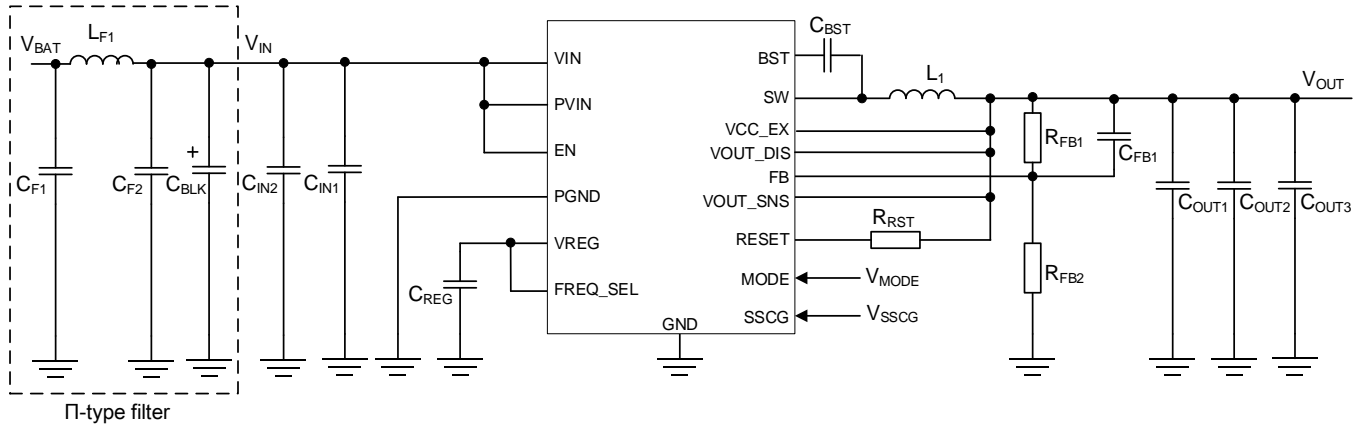 V_BAT
L_F1
V_IN
C_F1
C_F2
+
C_BLK
C_IN2
C_IN1
Π-type filter
VIN
PVIN
EN
PGND
VREG
FREQ_SEL
C_REG
GND
BST
SW
VCC_EX
VOUT_DIS
FB
VOUT_SNS
RESET
MODE
SSCG
C_BST
L_1
R_RST
V_MODE
V_SSCG
R_FB1
C_FB1
R_FB2
V_OUT
C_OUT1
C_OUT2
C_OUT3